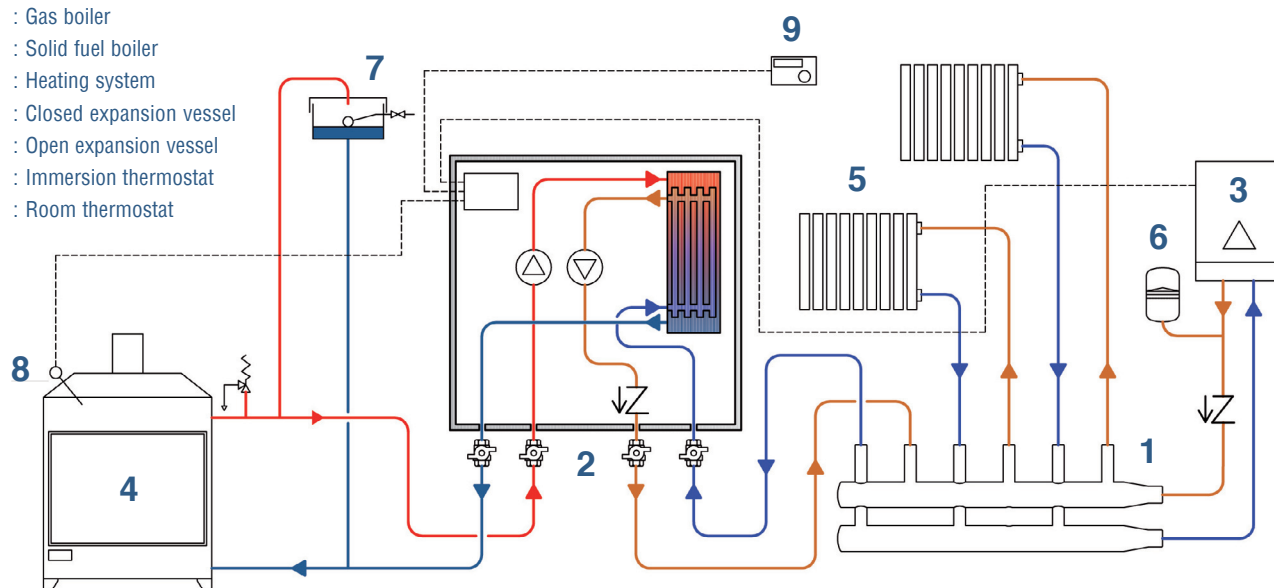 : Gas boiler
: Solid fuel boiler
: Heating system
: Closed expansion vessel
: Open expansion vessel
: Immersion thermostat
: Room thermostat
7
9
5
3
6
8
4
2
1